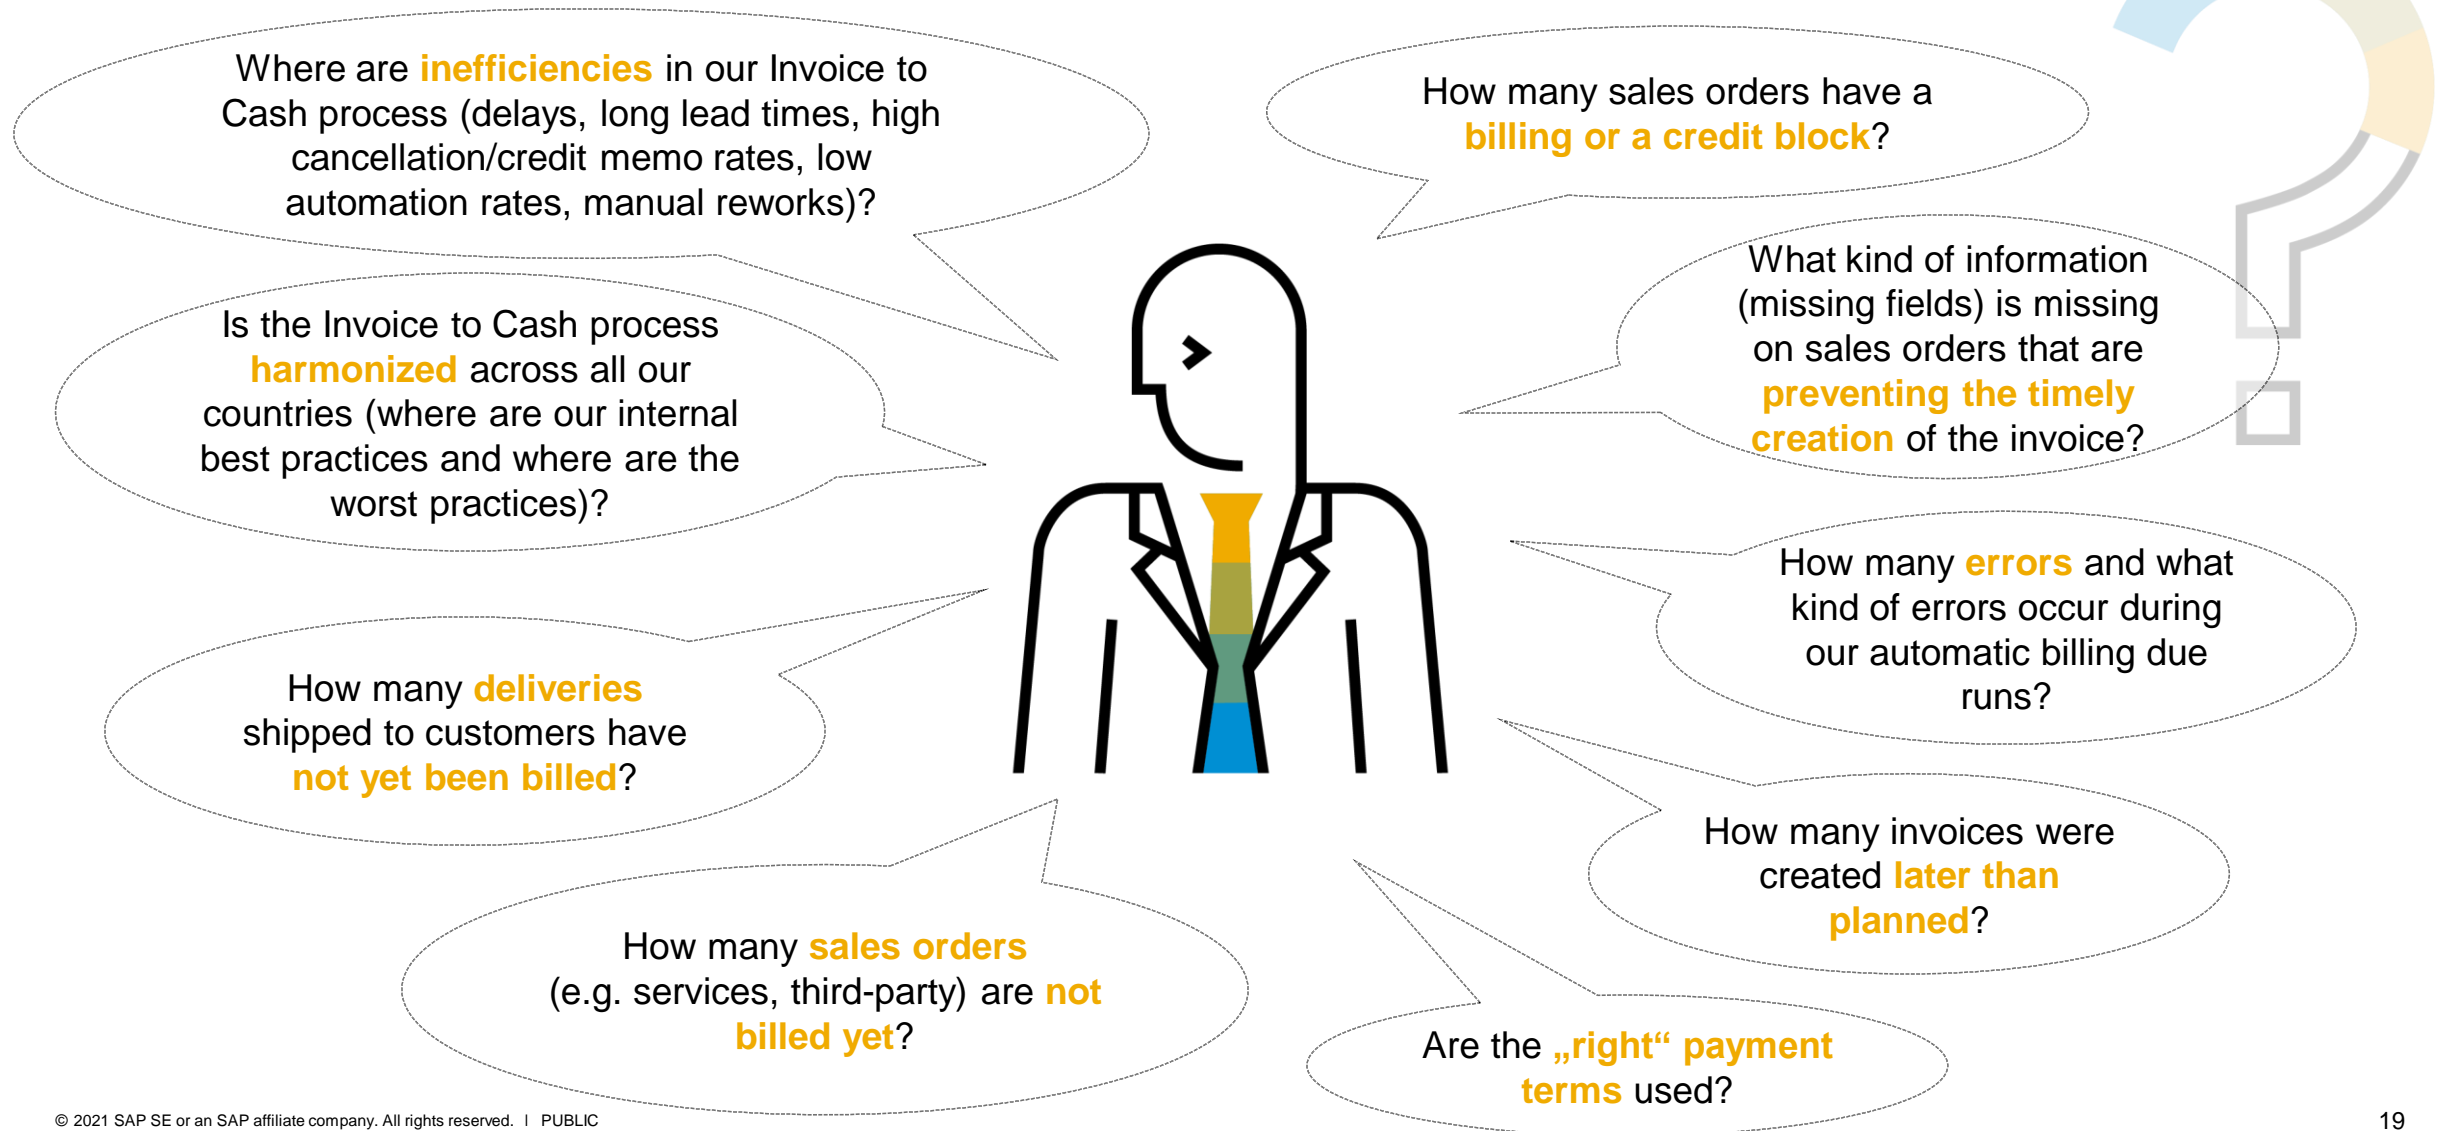 Where are inefficiencies in our Invoice to
Cash process (delays, long lead times, high
cancellation/credit memo rates, low
automation rates, manual reworks)?
How many sales orders have a
billing or a credit block?
Is the Invoice to Cash process
harmonized across all our
countries (where are our internal
best practices and where are the
worst practices)?
What kind of information
(missing fields) is missing
on sales orders that are
preventing the timely
creation of the invoice?
How many deliveries
shipped to customers have
not yet been billed?
How many errors and what
kind of errors occur during
our automatic billing due
runs?
How many sales orders
(e.g. services, third-party) are not
billed yet?
How many invoices were
created later than
planned?
Are the „right“ payment
terms used?
© 2021 SAP SE or an SAP affiliate company. All rights reserved. ǀ PUBLIC
19